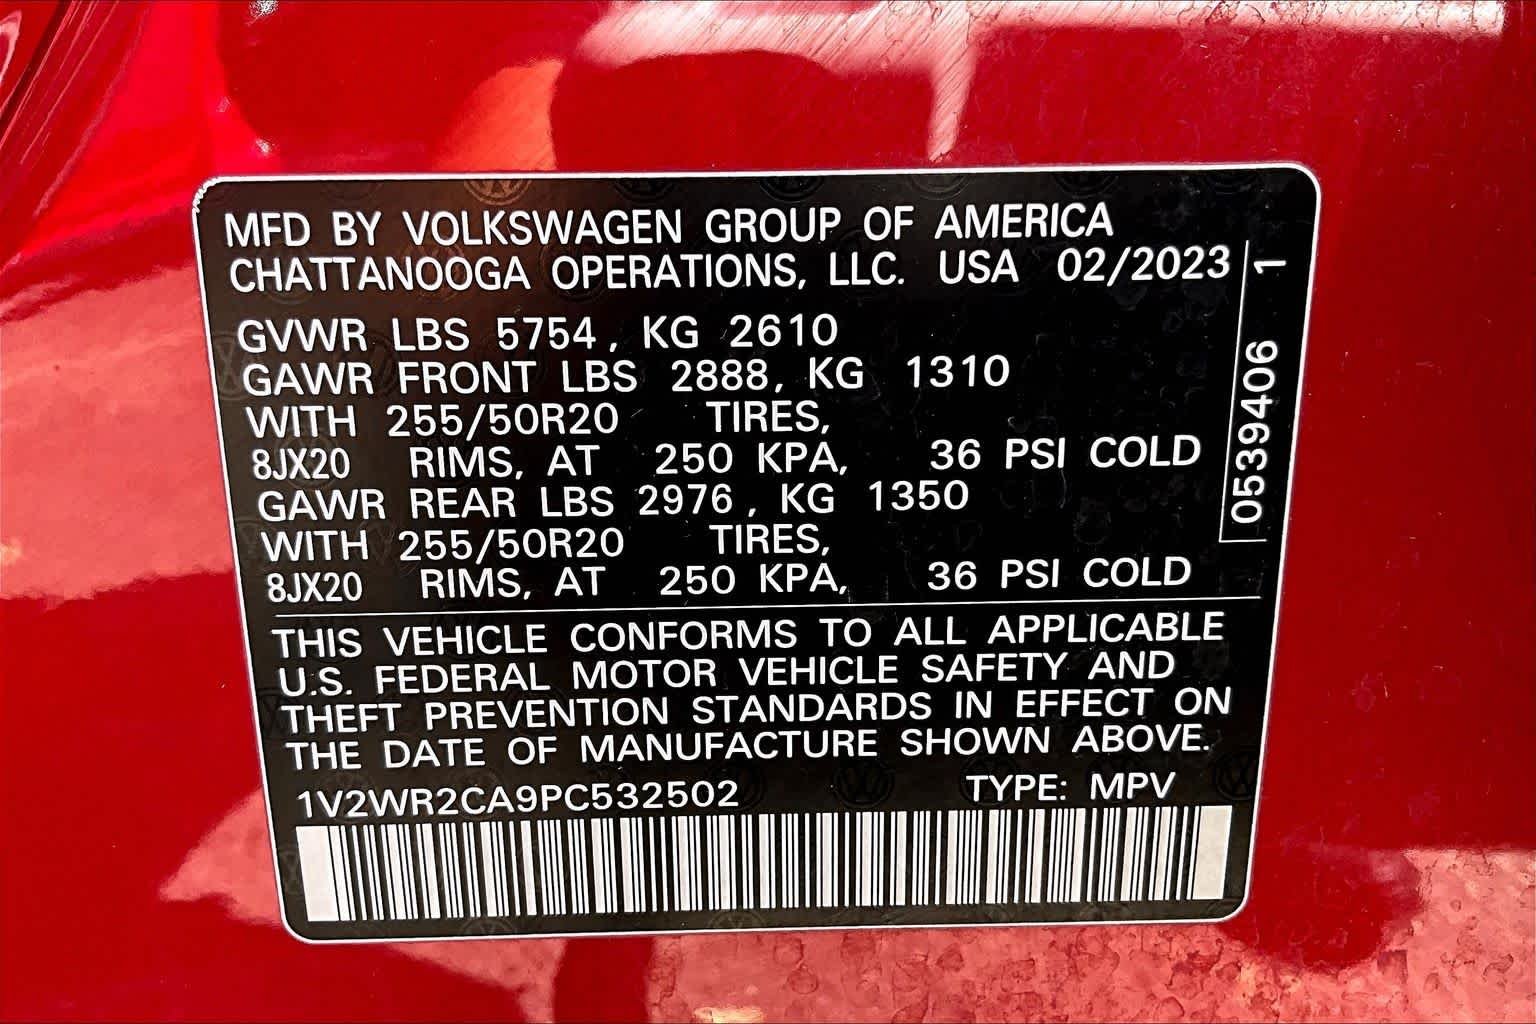 MFD BY VOLKSWAGEN GROUP OF AMERICA
CHATTANOOGA OPERATIONS, LLC. USA 02/2023
GVWR LBS 5754, KG 2610
GAWR FRONT LBS 2888, KG 1310
WITH 255/50R20 TIRES,
8JX20 RIMS, AT 250 KPA, 36 PSI COLD
GAWR REAR LBS 2976, KG 1350
WITH 255/50R20 TIRES,
8JX20 RIMS, AT 250 KPA, 36 PSI COLD
0539406 1
THIS VEHICLE CONFORMS TO ALL APPLICABLE
U.S. FEDERAL MOTOR VEHICLE SAFETY AND
THEFT PREVENTION STANDARDS IN EFFECT ON
THE DATE OF MANUFACTURE SHOWN ABOVE.
1V2WR2CA9PC532502 TYPE: MPV